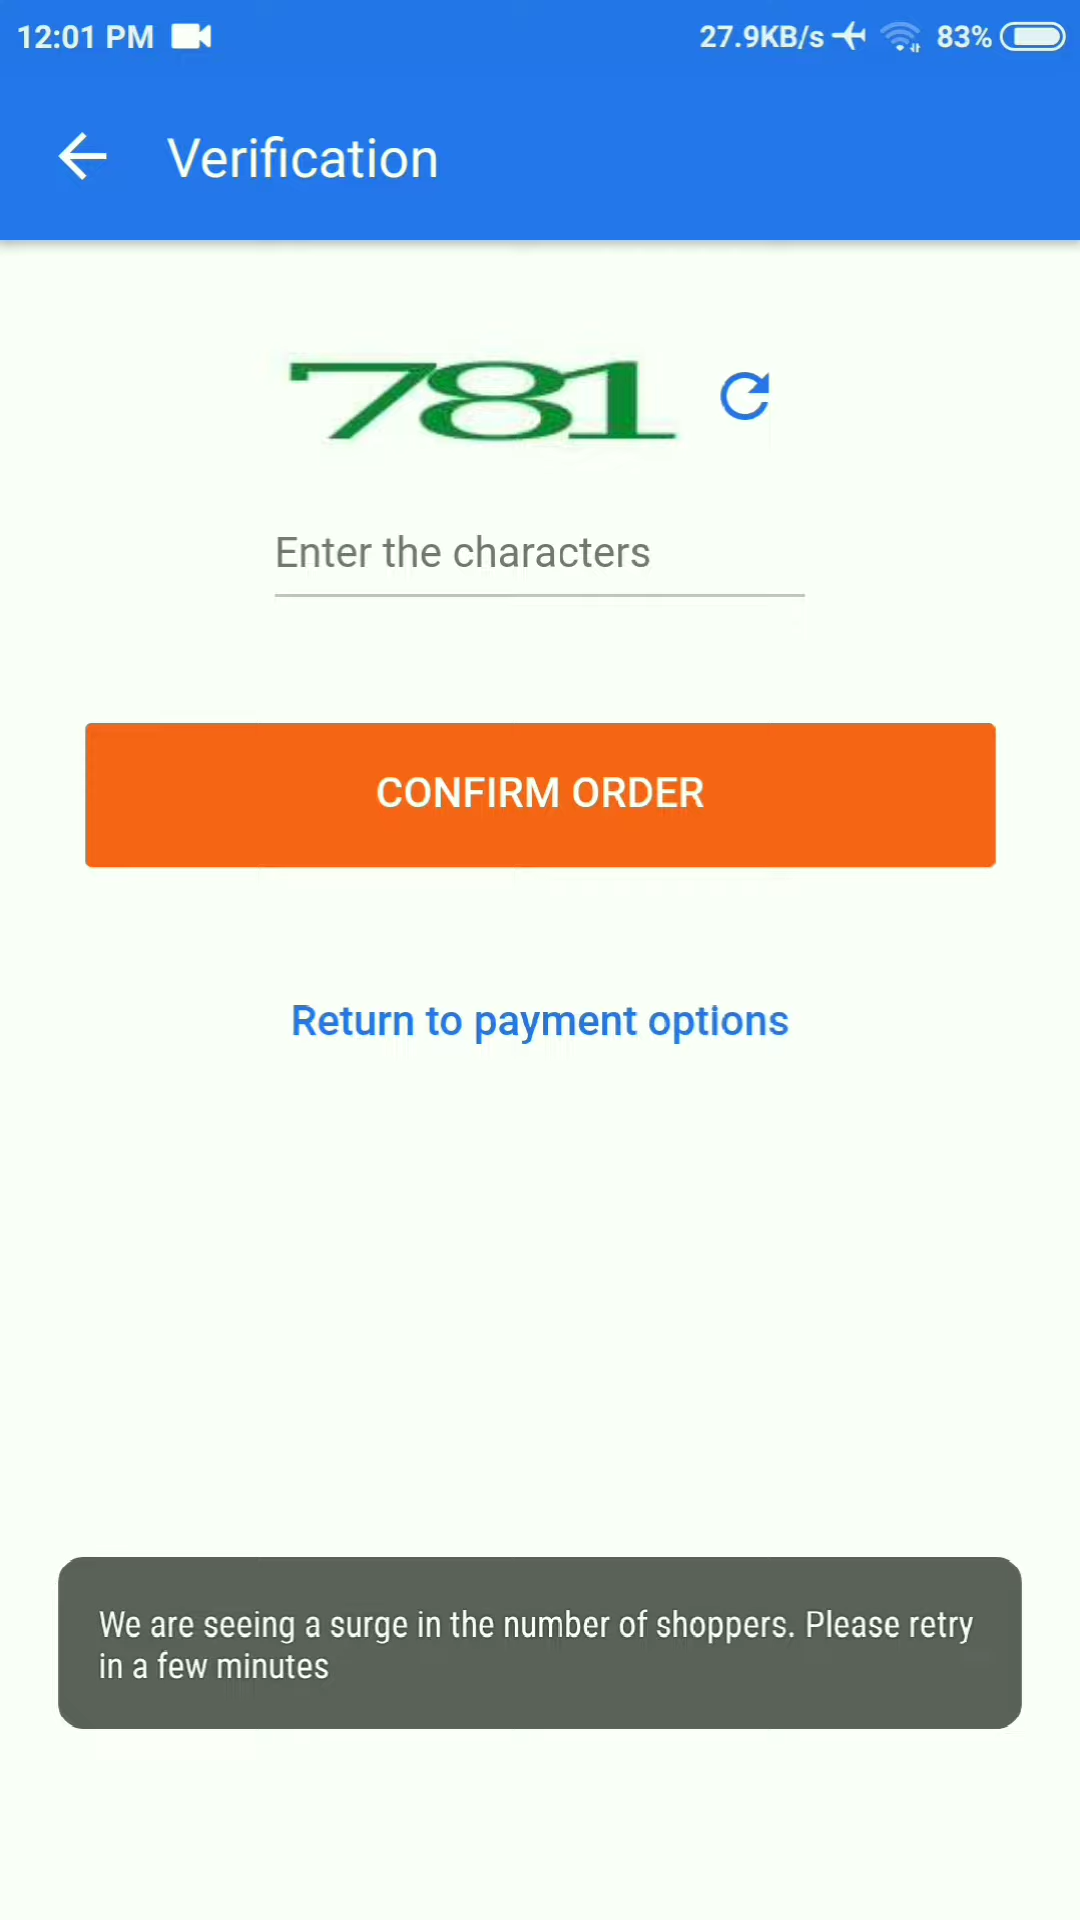 12:01 PM 27.9KB/s 83%
Verification
781
Enter the characters
CONFIRM ORDER
Return to payment options
We are seeing a surge in the number of shoppers. Please retry
in a few minutes